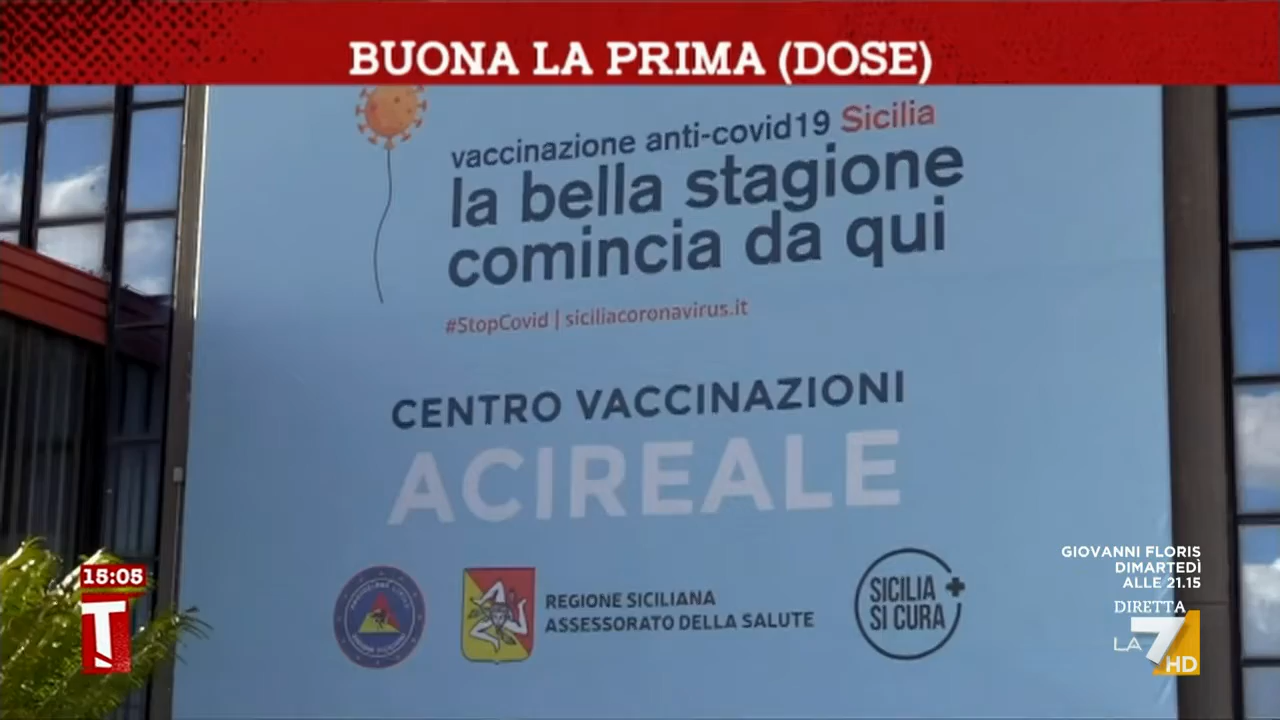 BUONA LA PRIMA (DOSE)
vaccinazione anti-covid19 Sicilia
la bella stagione
comincia da qui
#StopCovid | siciliacoronavirus.it
CENTRO VACCINAZIONI
ACIREALE
REGIONE SICILIANA
ASSESSORATO DELLA SALUTE
SICILIA
SI CURA
15:05
T
GIOVANNI FLORIS
DIMARTEDÌ
ALLE 21.15
DIRETTA
LA 7 HD